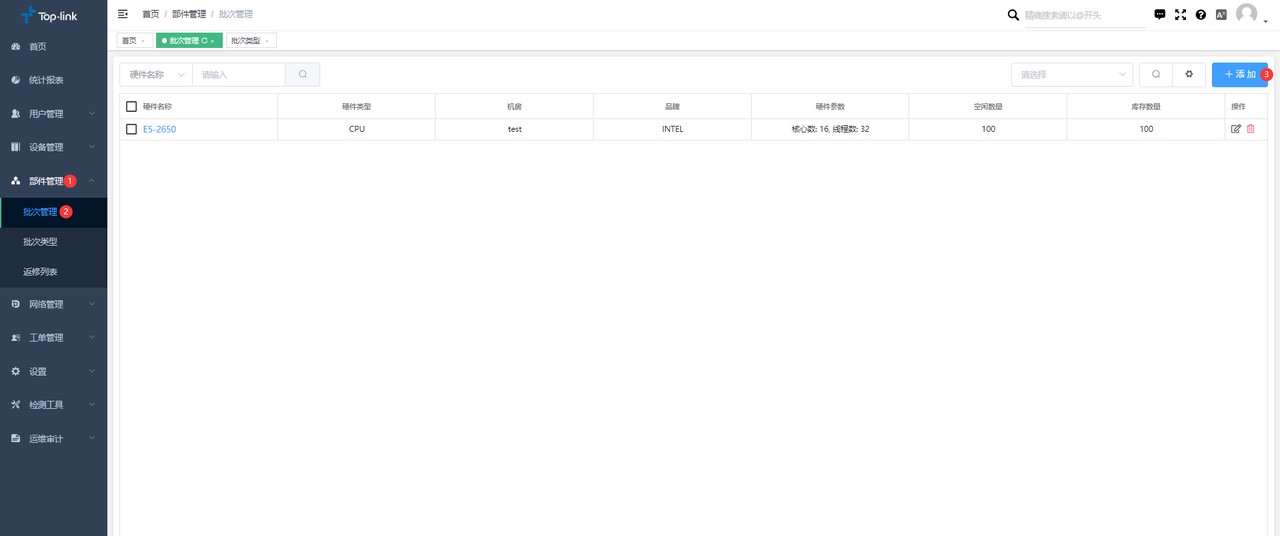 Top-link
首页 / 部件管理 / 批次管理
精确搜索请以@开头
首页 ×
批次管理 ×
批次类型 ×
首页
统计报表
用户管理
设备管理
部件管理 1
批次管理 2
批次类型
返修列表
网络管理
工单管理
设置
检测工具
运维审计
硬件名称
请输入
请选择
+ 添加 3
硬件名称 硬件类型 机房 品牌 硬件参数 空闲数量 库存数量 操作
E5-2650 CPU test INTEL 核心数: 16, 线程数: 32 100 100